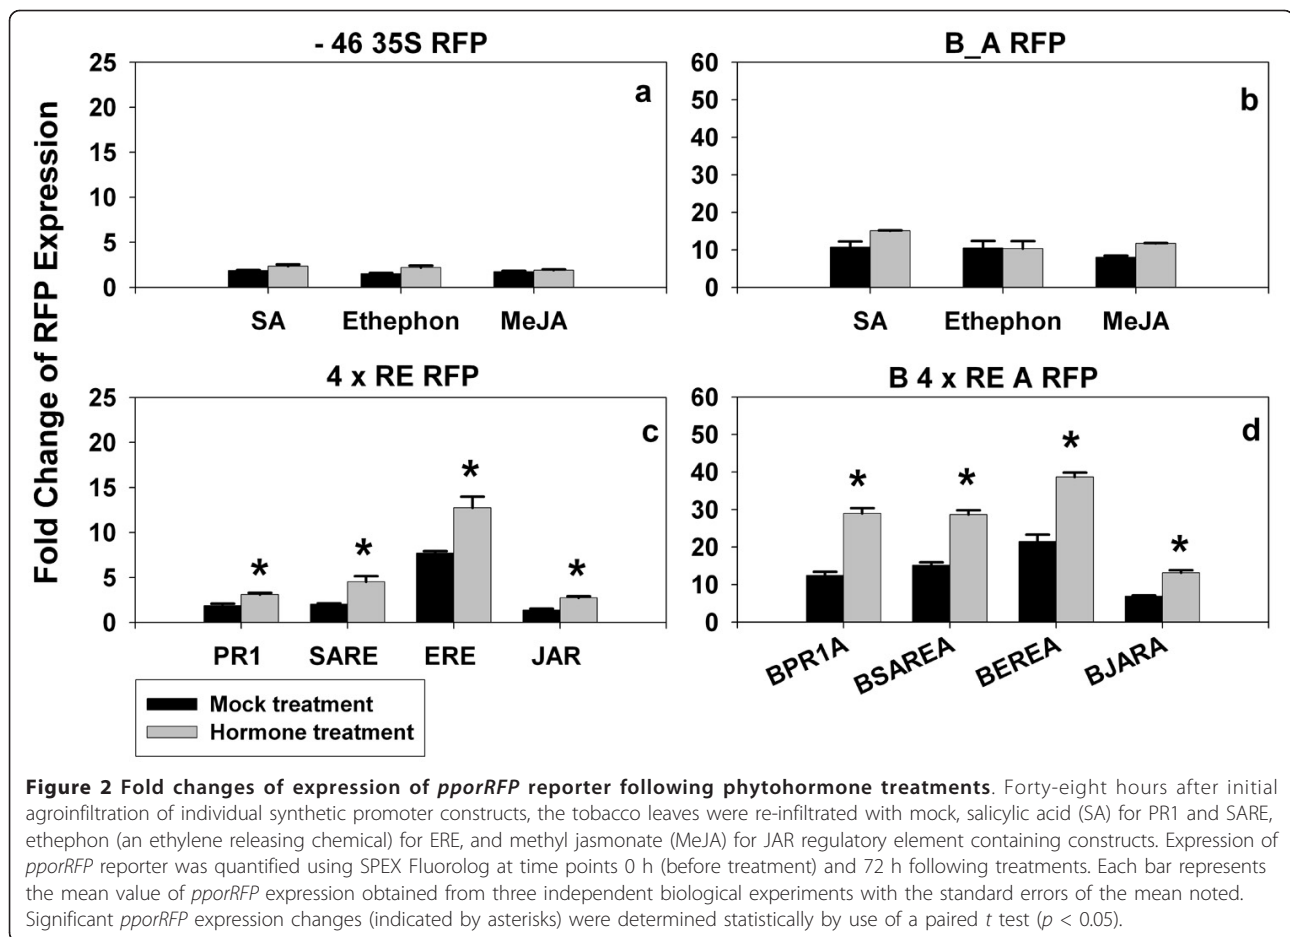 Fold Change of RFP Expression
- 46 35S RFP
25
20
15
10
5
0
a
SA Ethephon MeJA
B_A RFP
60
50
40
30
20
10
0
b
SA Ethephon MeJA
4 x RE RFP
25
20
15
10
5
0
c
* * * *
PR1 SARE ERE JAR
B 4 x RE A RFP
60
50
40
30
20
10
0
d
* * * *
BPR1A BSAREA BEREA BJARA
Mock treatment
Hormone treatment
Figure 2 Fold changes of expression of pporRFP reporter following phytohormone treatments. Forty-eight hours after initial
agroinfiltration of individual synthetic promoter constructs, the tobacco leaves were re-infiltrated with mock, salicylic acid (SA) for PR1 and SARE,
ethephon (an ethylene releasing chemical) for ERE, and methyl jasmonate (MeJA) for JAR regulatory element containing constructs. Expression of
pporRFP reporter was quantified using SPEX Fluorolog at time points 0 h (before treatment) and 72 h following treatments. Each bar represents
the mean value of pporRFP expression obtained from three independent biological experiments with the standard errors of the mean noted.
Significant pporRFP expression changes (indicated by asterisks) were determined statistically by use of a paired t test (p < 0.05).